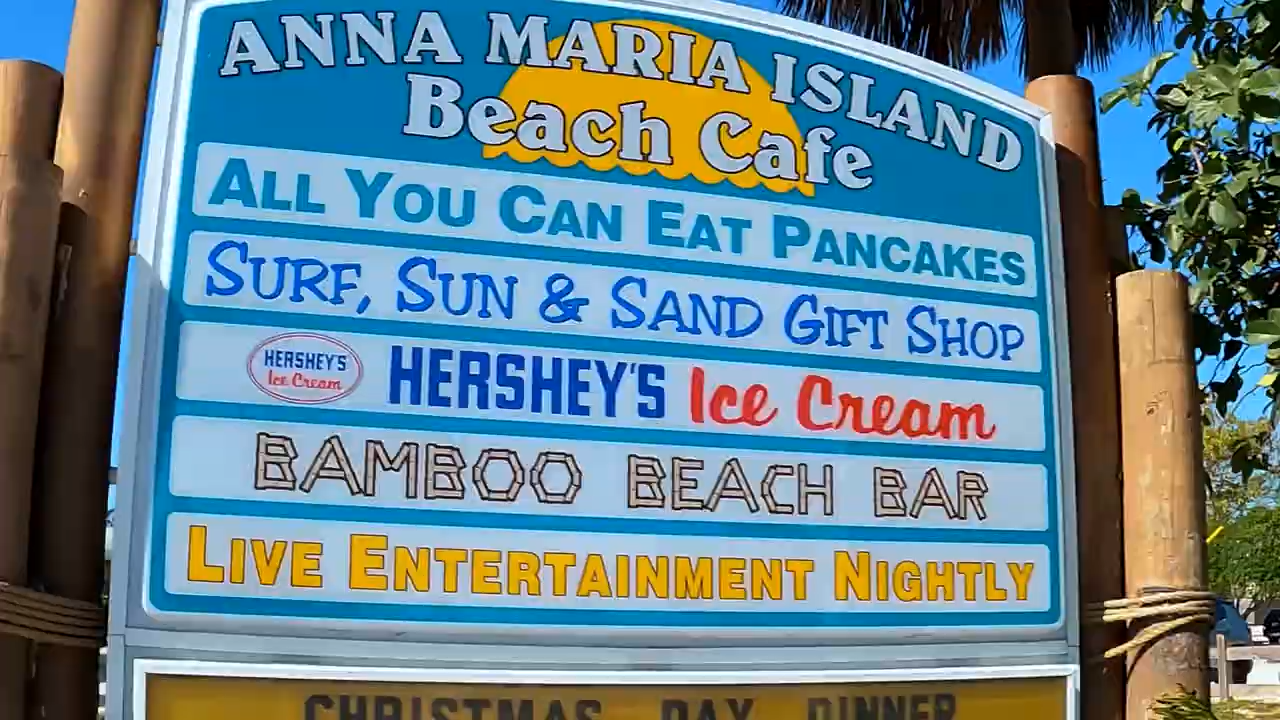 ANNA MARIA ISLAND
Beach Cafe
ALL YOU CAN EAT PANCAKES
SURF, SUN & SAND GIFT SHOP
HERSHEY'S
Ice Cream
HERSHEY'S Ice Cream
BAMBOO BEACH BAR
LIVE ENTERTAINMENT NIGHTLY
CHRISTMAS DAY DINNER